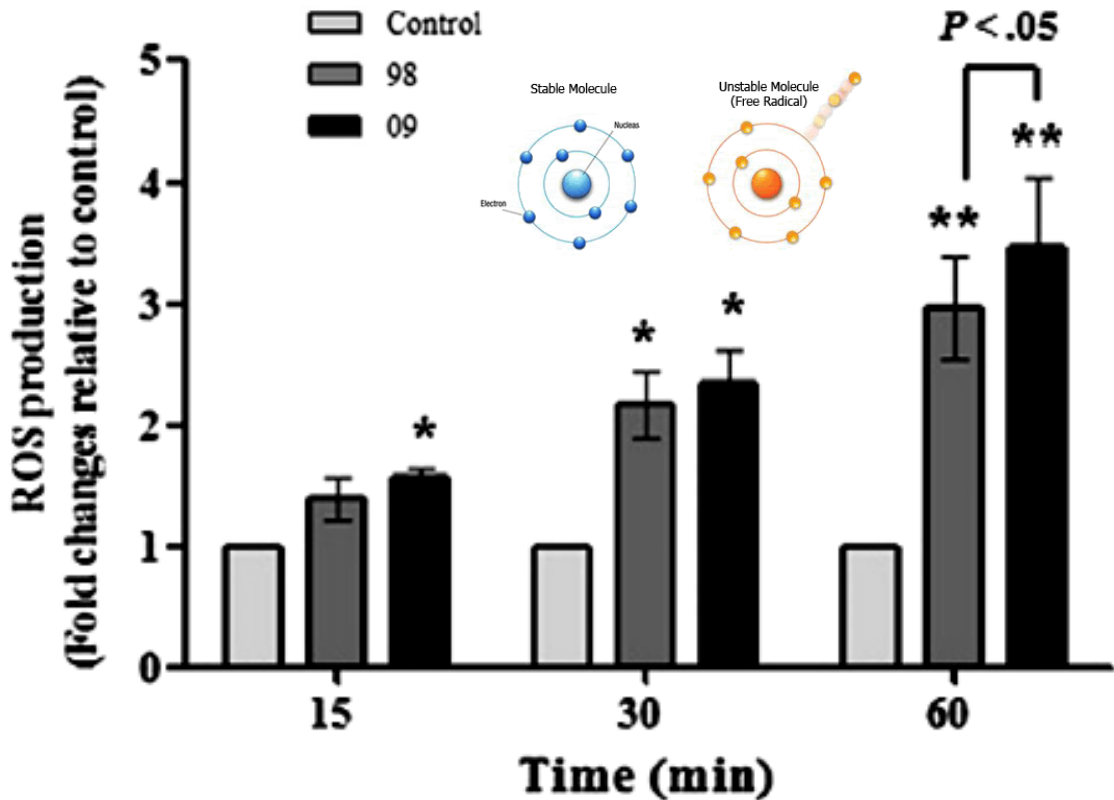 Control
98
09
P < .05
Stable Molecule
Nucleas
Electron
Unstable Molecule
(Free Radical)
**
**
*
*
*
5
4
3
2
1
0
ROS production
(Fold changes relative to control)
15
30
60
Time (min)